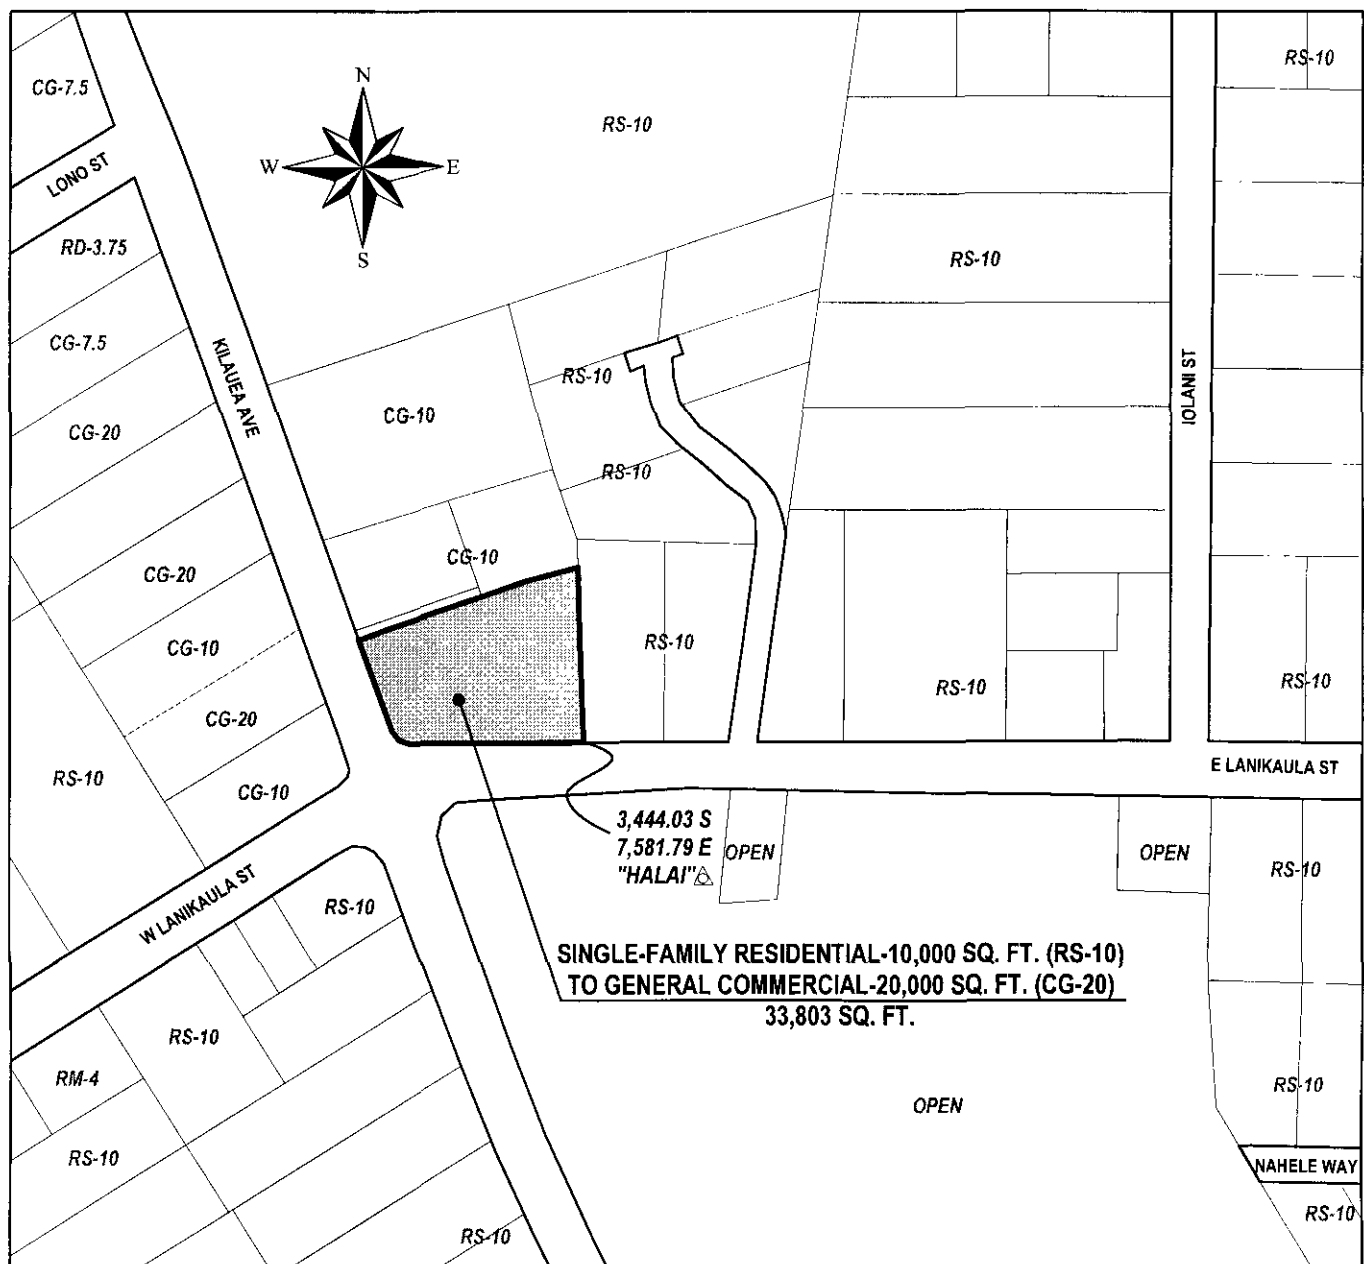 CG-7.5
LONO ST
RD-3.75
CG-7.5
CG-20
CG-20
CG-10
CG-20
CG-10
RS-10
KILAUEA AVE
N
W
E
S
RS-10
CG-10
CG-10
RS-10
RS-10
RS-10
RS-10
RS-10
IOLANI ST
RS-10
RS-10
E LANIKAULA ST
3,444.03 S
7,581.79 E
"HALAI"
OPEN
OPEN
RS-10
W LANIKAULA ST
RS-10
SINGLE-FAMILY RESIDENTIAL-10,000 SQ. FT. (RS-10)
TO GENERAL COMMERCIAL-20,000 SQ. FT. (CG-20)
33,803 SQ. FT.
RS-10
RM-4
RS-10
RS-10
OPEN
RS-10
NAHELE WAY
RS-10